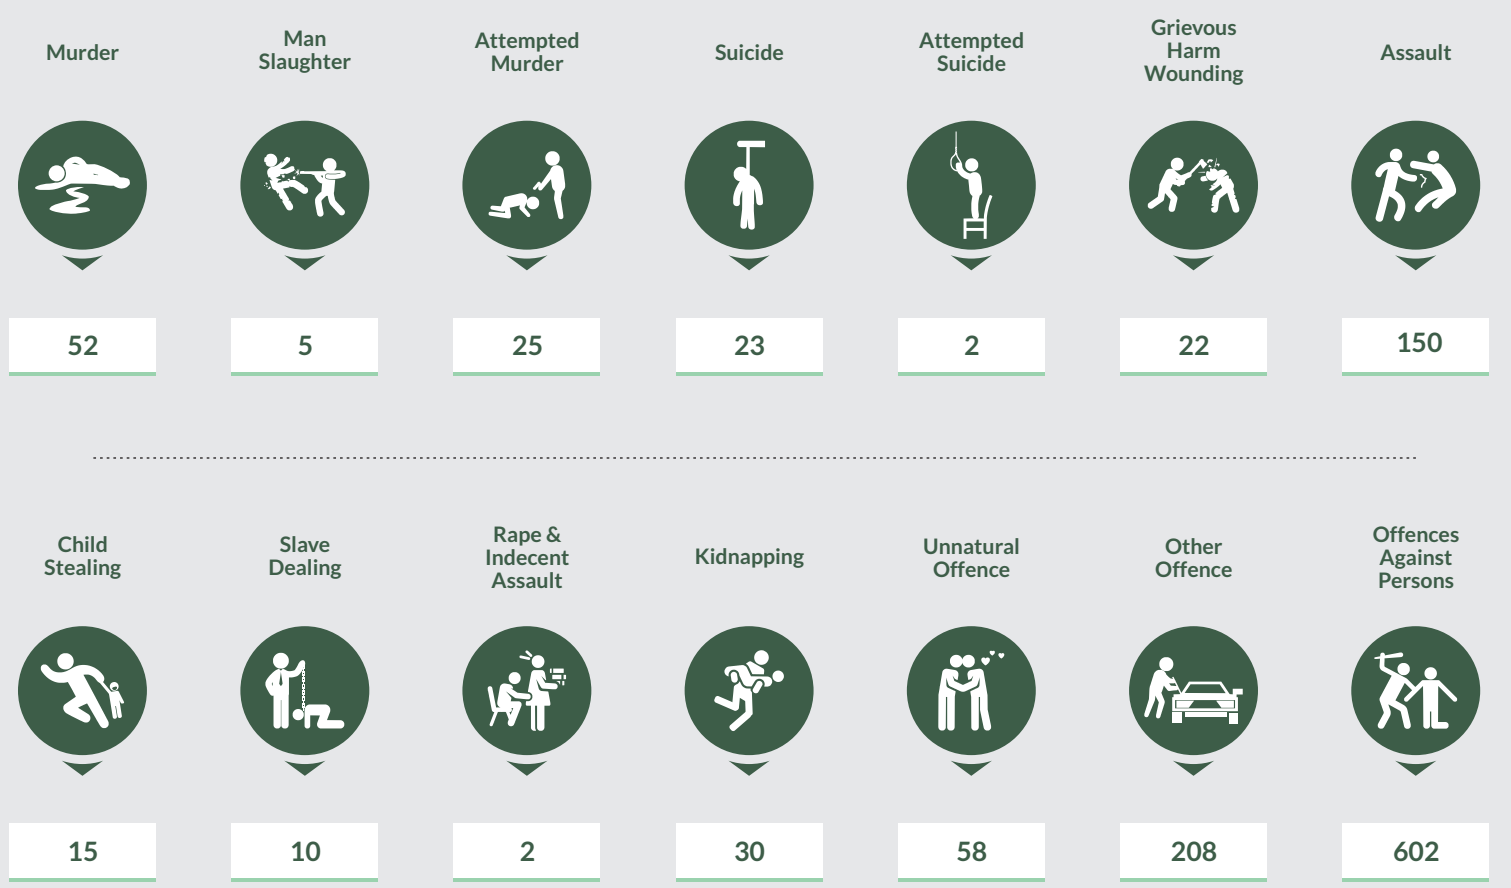 Murder
Man
Slaughter
Attempted
Murder
Suicide
Attempted
Suicide
Grievous
Harm
Wounding
Assault
52
5
25
23
2
22
150
Child
Stealing
Slave
Dealing
Rape &
Indecent
Assault
Kidnapping
Unnatural
Offence
Other
Offence
Offences
Against
Persons
15
10
2
30
58
208
602